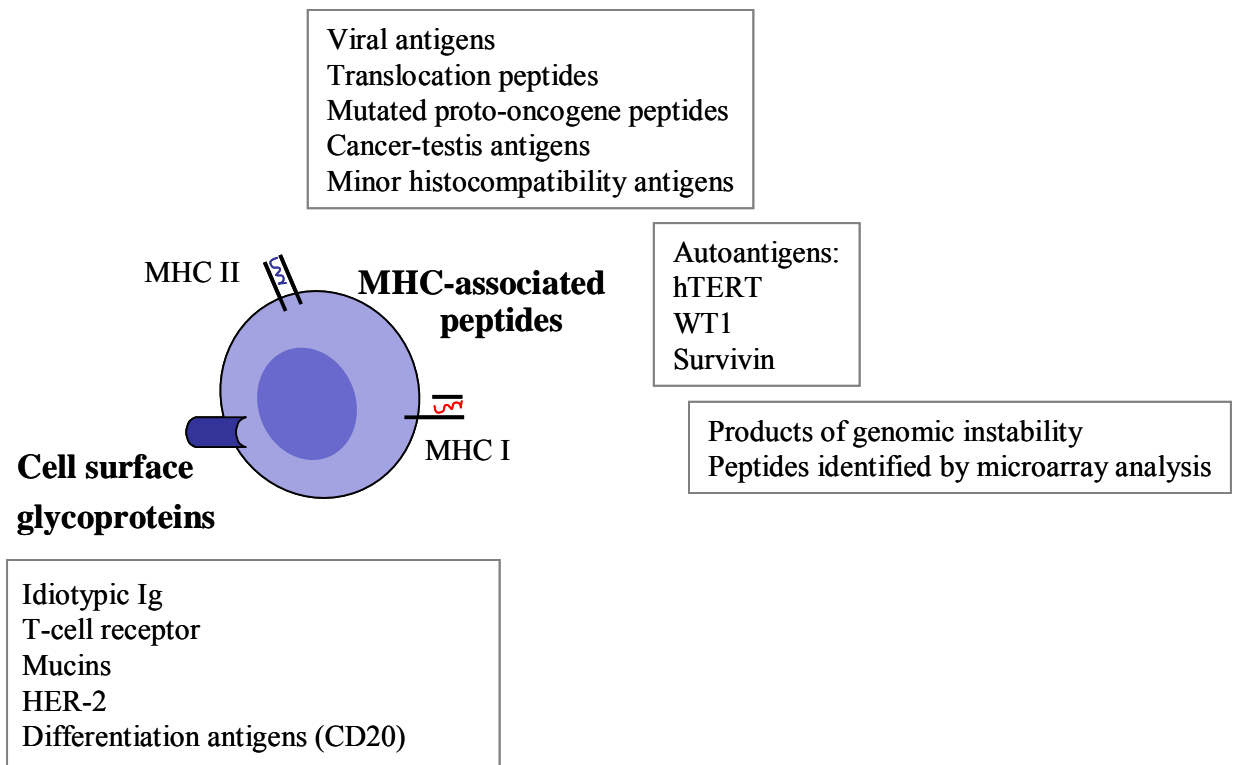 Viral antigens
Translocation peptides
Mutated proto-oncogene peptides
Cancer-testis antigens
Minor histocompatibility antigens
Autoantigens:
hTERT
WT1
Survivin
MHC II
MHC-associated
peptides
Products of genomic instability
Peptides identified by microarray analysis
MHC I
Cell surface
glycoproteins
Idiotypic Ig
T-cell receptor
Mucins
HER-2
Differentiation antigens (CD20)